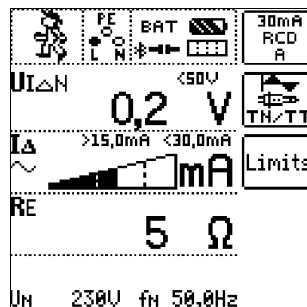 PE BAT
L N
30mA
RCD
A
UI△N <50V
0,2 V
TN/TT
I△ >15,0mA <30,0mA
~ mA
Limits
RE
5 Ω
UN 230V fN 50,0Hz